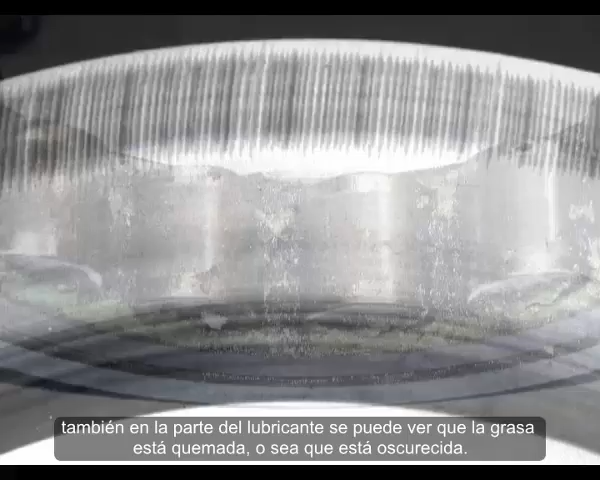 también en la parte del lubricante se puede ver que la grasa
está quemada, o sea que está oscurecida.